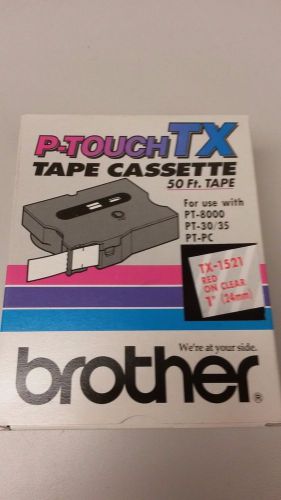 P-TOUCH TX
TAPE CASSETTE
50 Ft. TAPE
For use with
PT-8000
PT-30/35
PT-PC
TX-1521
RED
ON CLEAR
1" (24mm)
We're at your side.
brother®